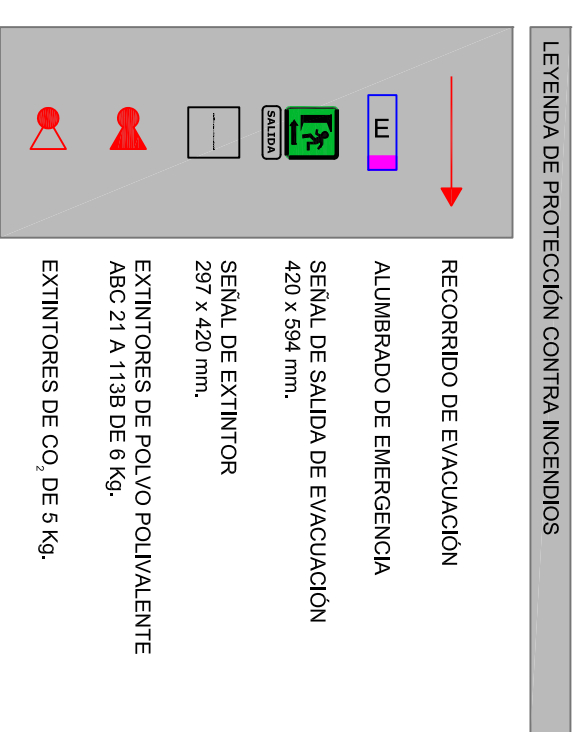 LEYENDA DE PROTECCIÓN CONTRA INCENDIOS
RECORRIDO DE EVACUACIÓN
E
ALUMBRADO DE EMERGENCIA
SALIDA
SEÑAL DE SALIDA DE EVACUACIÓN
420 x 594 mm.
SEÑAL DE EXTINTOR
297 x 420 mm.
EXTINTORES DE POLVO POLIVALENTE
ABC 21 A 113B DE 6 Kg.
EXTINTORES DE CO₂ DE 5 Kg.